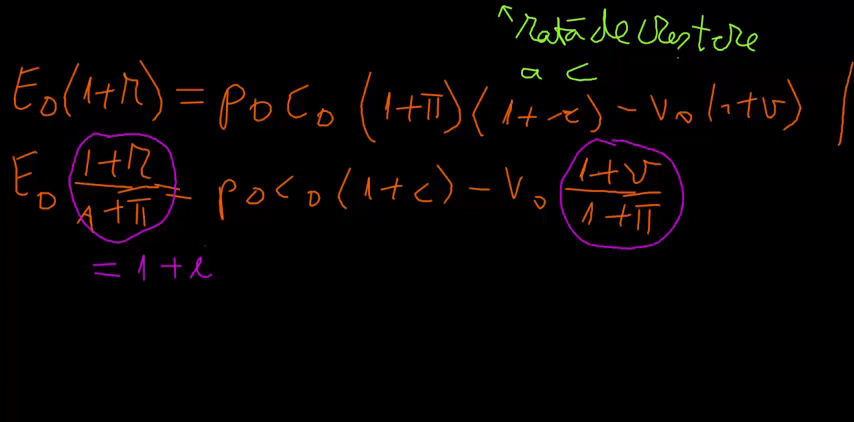 rată de creștere
a c
E₀(1+r) = p₀c₀ (1+π)(1+c) - V₀(1+v) |
E₀ (1+r)/(1+π) = p₀c₀(1+c) - V₀ (1+v)/(1+π)
= 1+i